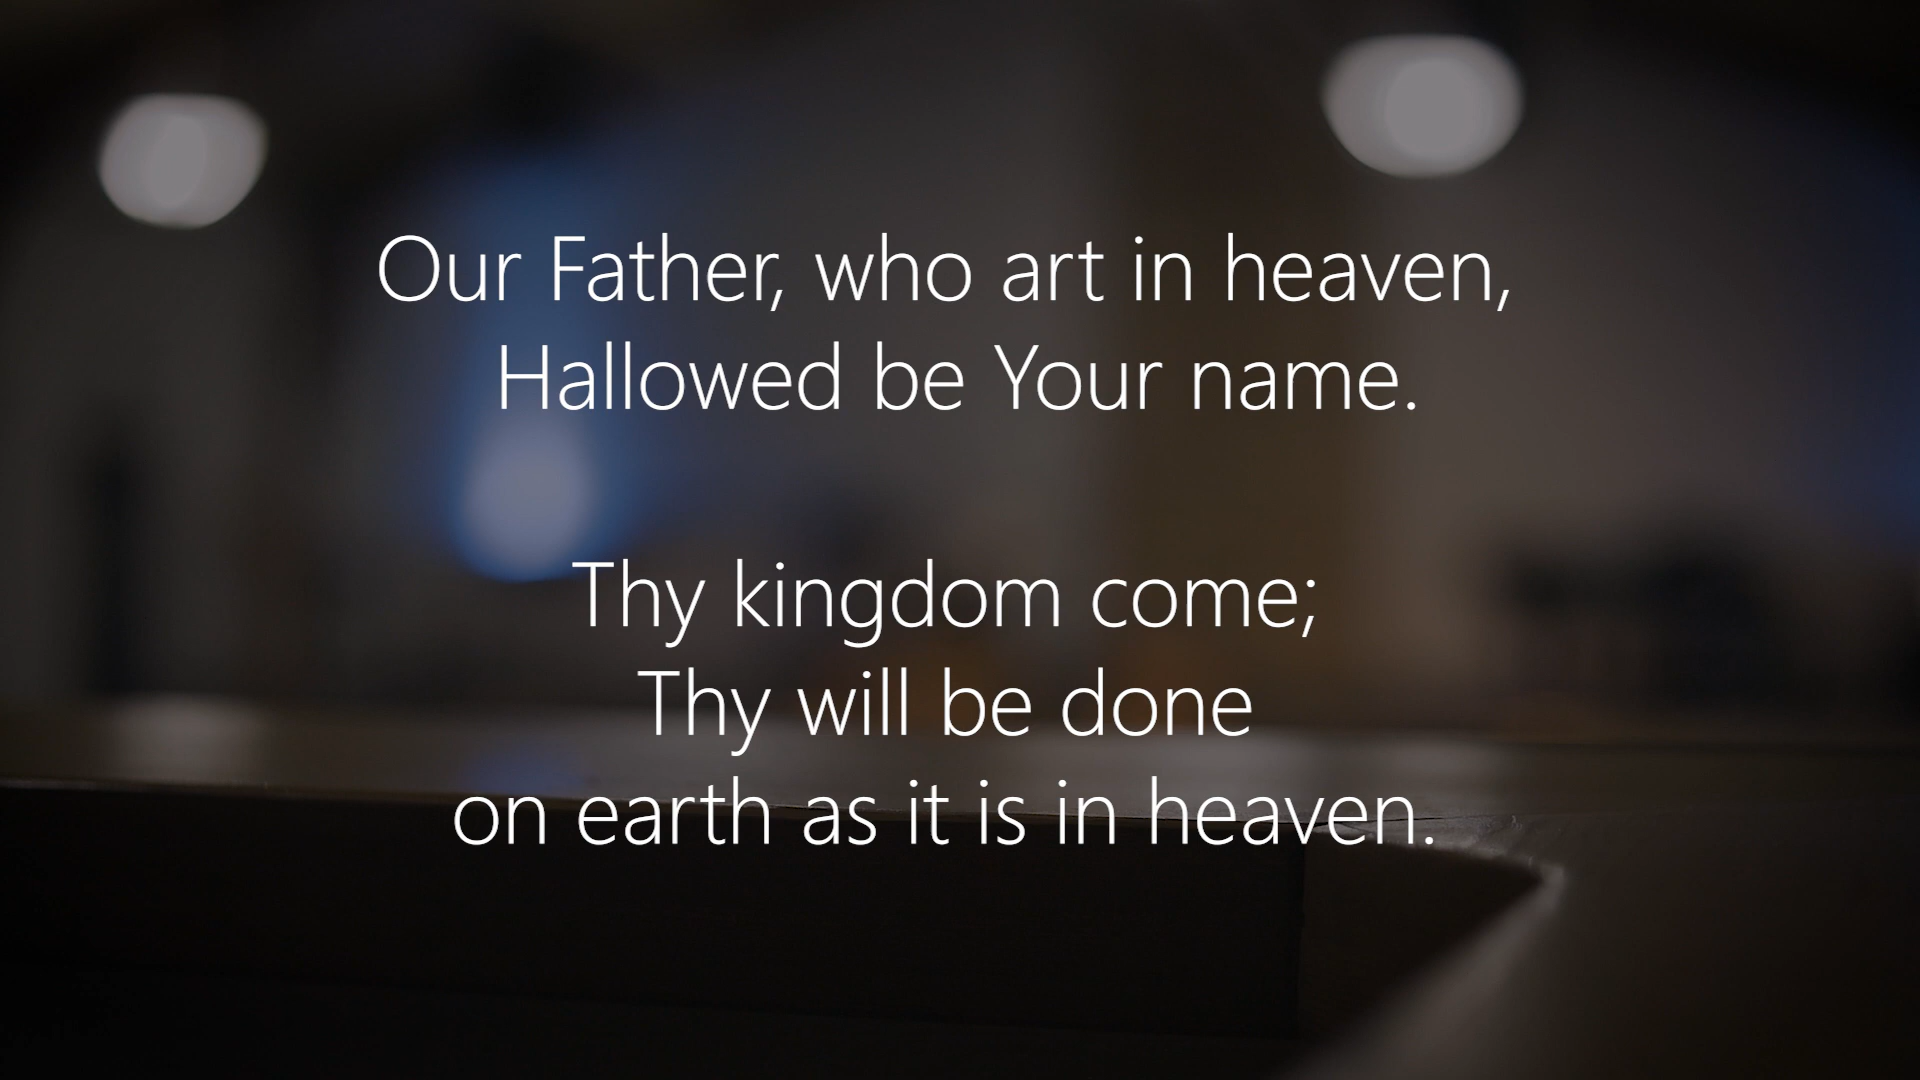 Our Father, who art in heaven,
Hallowed be Your name.
Thy kingdom come;
Thy will be done
on earth as it is in heaven.